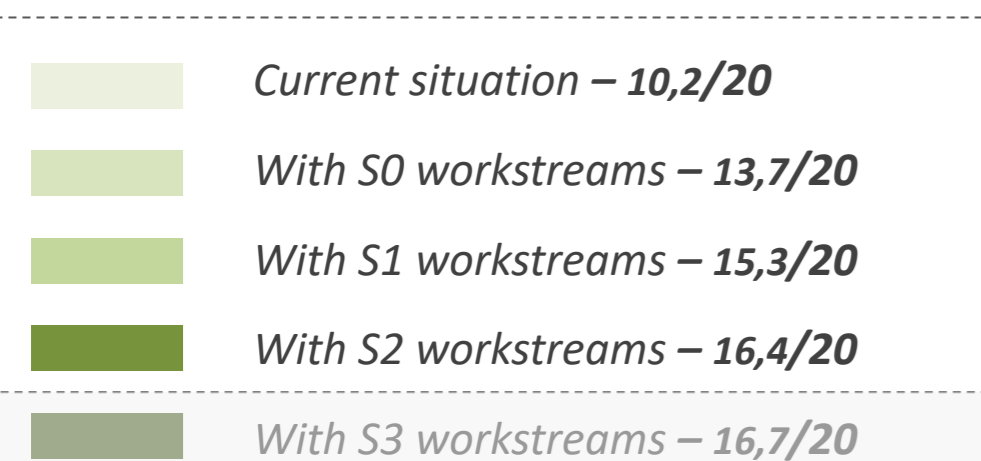 Current situation – 10,2/20
With S0 workstreams – 13,7/20
With S1 workstreams – 15,3/20
With S2 workstreams – 16,4/20
With S3 workstreams – 16,7/20